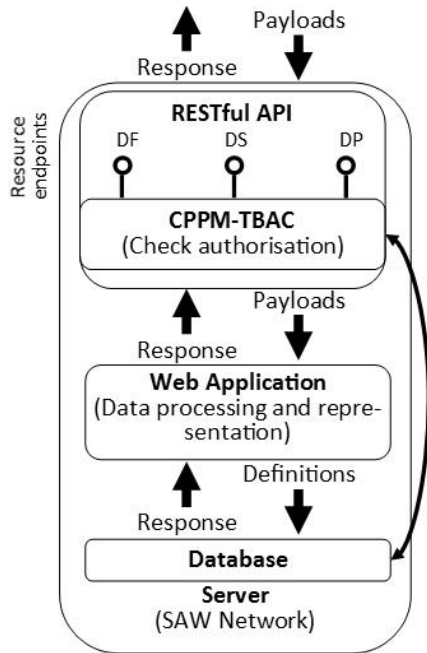 Payloads
Response
RESTful API
Resource
endpoints
DF DS DP
CPPM-TBAC
(Check authorisation)
Payloads
Response
Web Application
(Data processing and repre-
sentation)
Definitions
Response
Database
Server
(SAW Network)